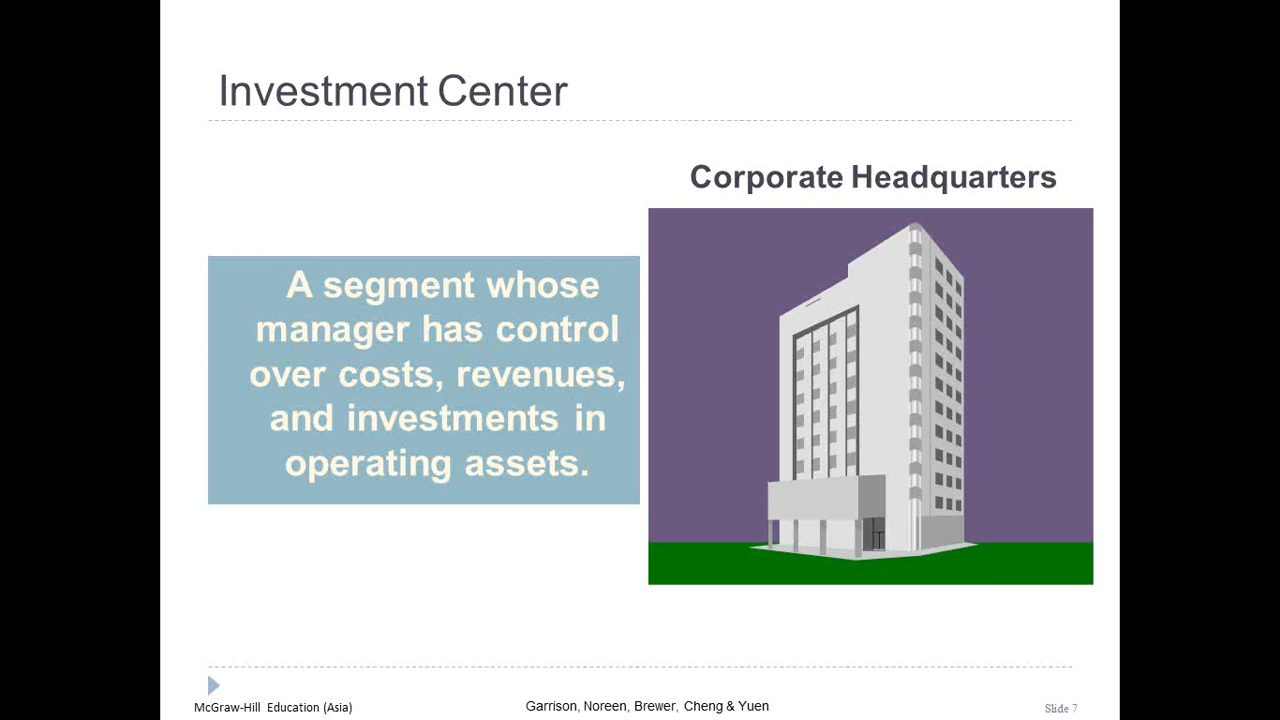 Investment Center
Corporate Headquarters
A segment whose
manager has control
over costs, revenues,
and investments in
operating assets.
McGraw-Hill Education (Asia)
Garrison, Noreen, Brewer, Cheng & Yuen
Slide 7